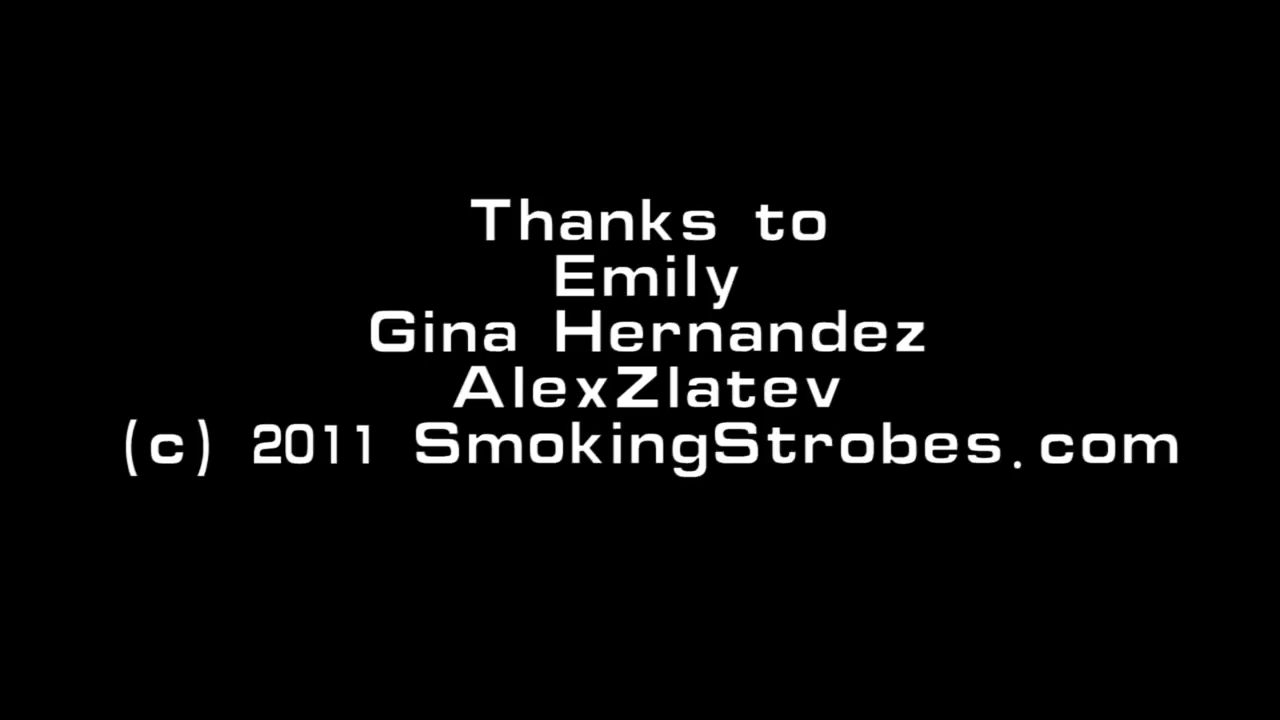 Thanks to
Emily
Gina Hernandez
AlexZlatev
(c) 2011 SmokingStrobes.com